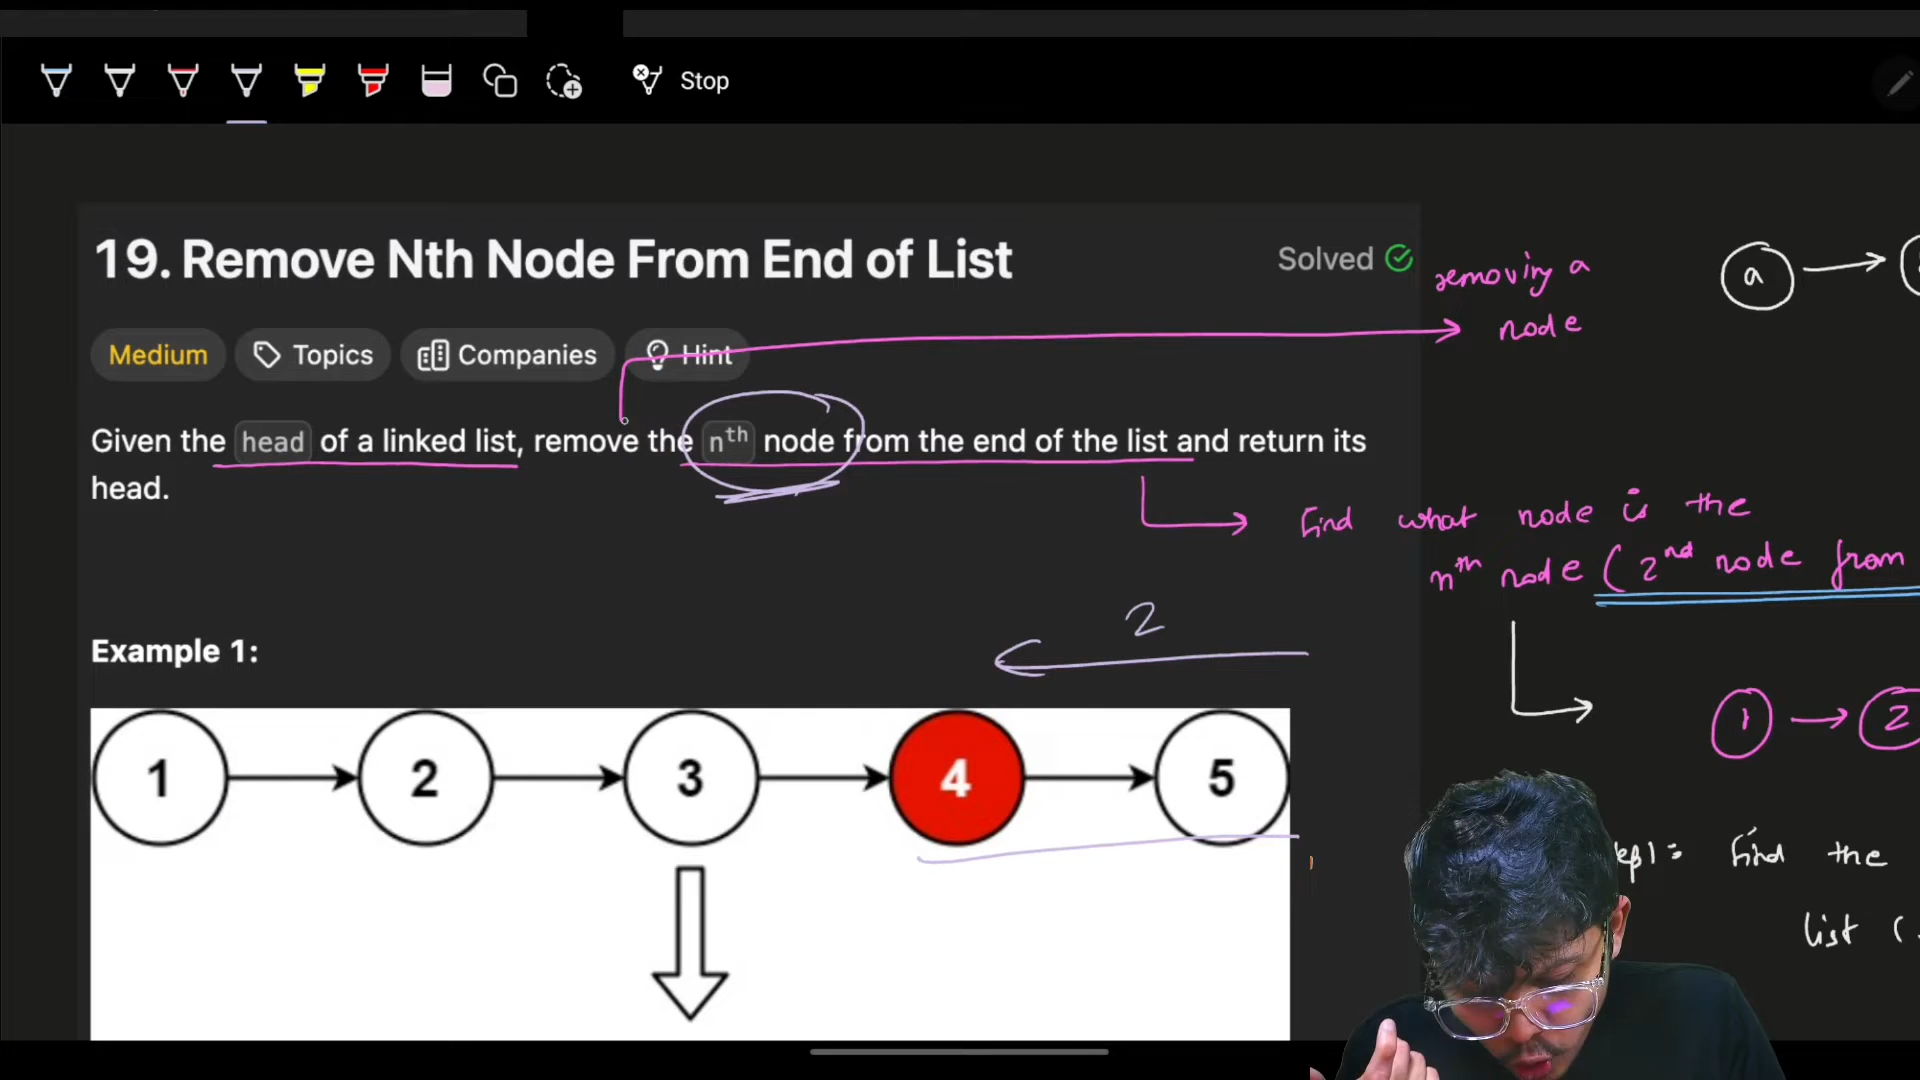 Stop
19. Remove Nth Node From End of List
Solved
Medium
Topics
Companies
Hint
Given the head of a linked list, remove the nth node from the end of the list and return its
head.
removing a
node
a
find what node is the
nth node (2nd node from
2
Example 1:
1
2
3
4
5
1
2
ep1: find the
list (